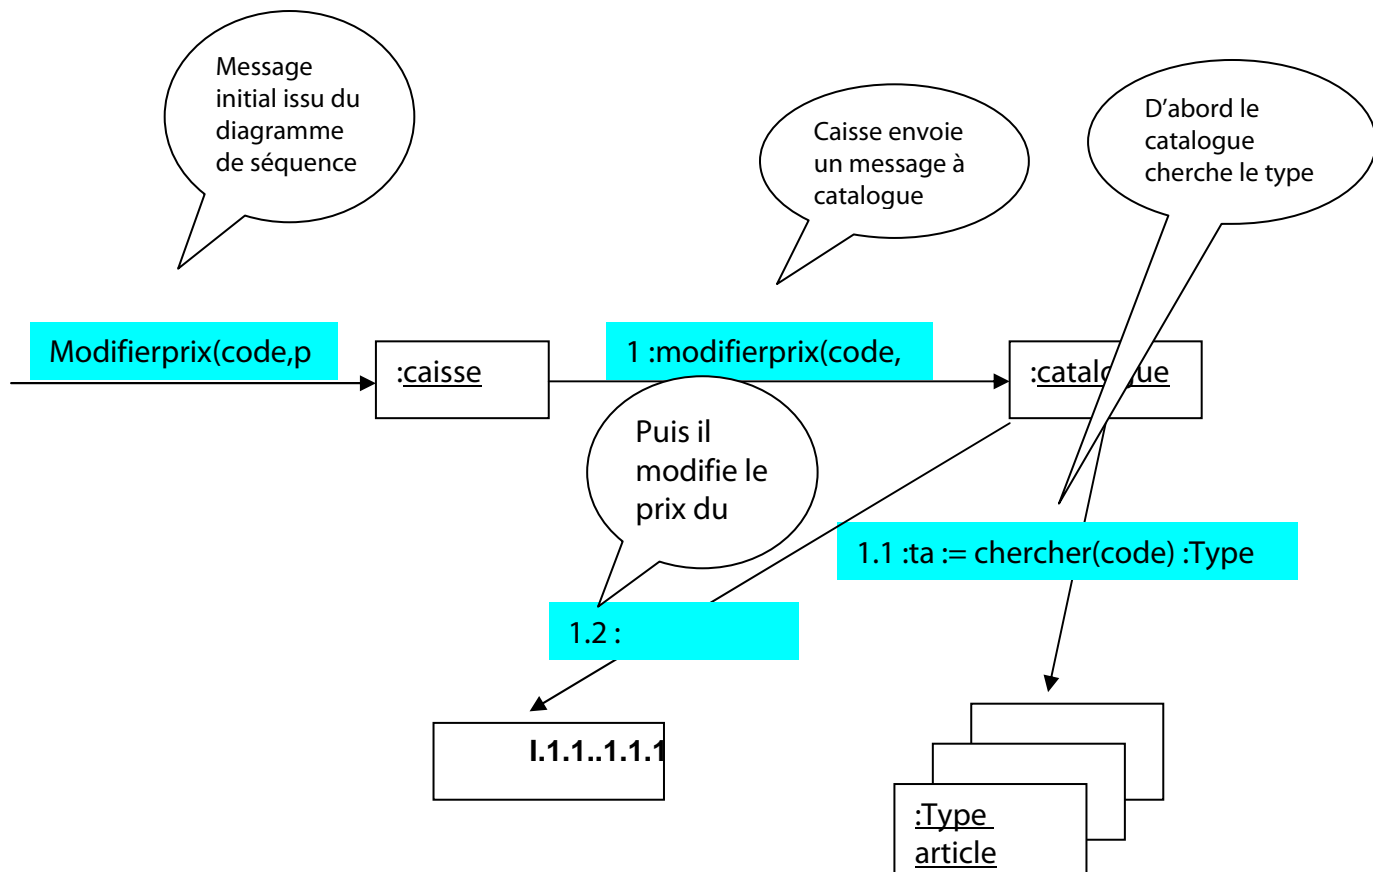 Message
initial issu du
diagramme
de séquence
Caisse envoie
un message à
catalogue
D'abord le
catalogue
cherche le type
Modifierprix(code,p
:caisse
1 :modifierprix(code,
:catalogue
Puis il
modifie le
prix du
1.1 :ta := chercher(code) :Type
1.2 :
I.1.1..1.1.1
:Type
article